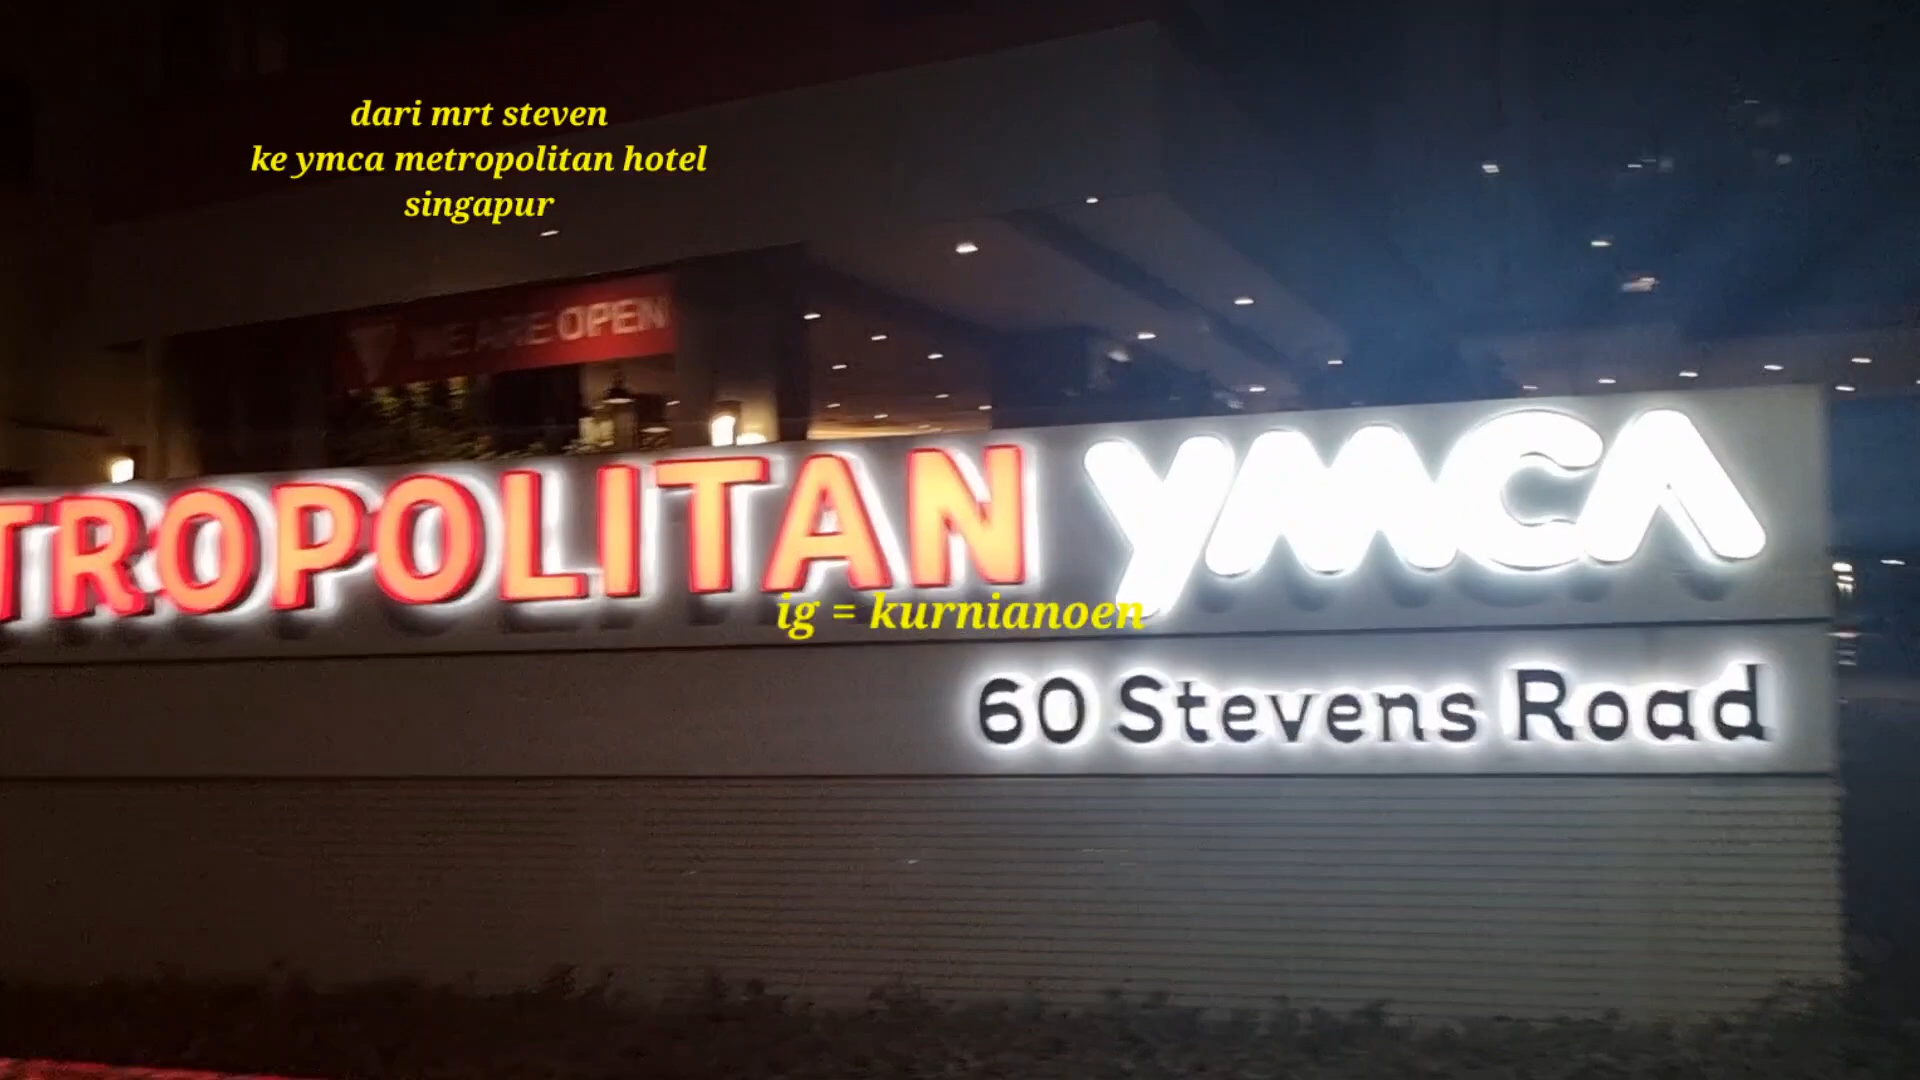 dari mrt steven
ke ymca metropolitan hotel
singapur
WE ARE OPEN
TROPOLITAN YMCA
ig = kurnianoen
60 Stevens Road